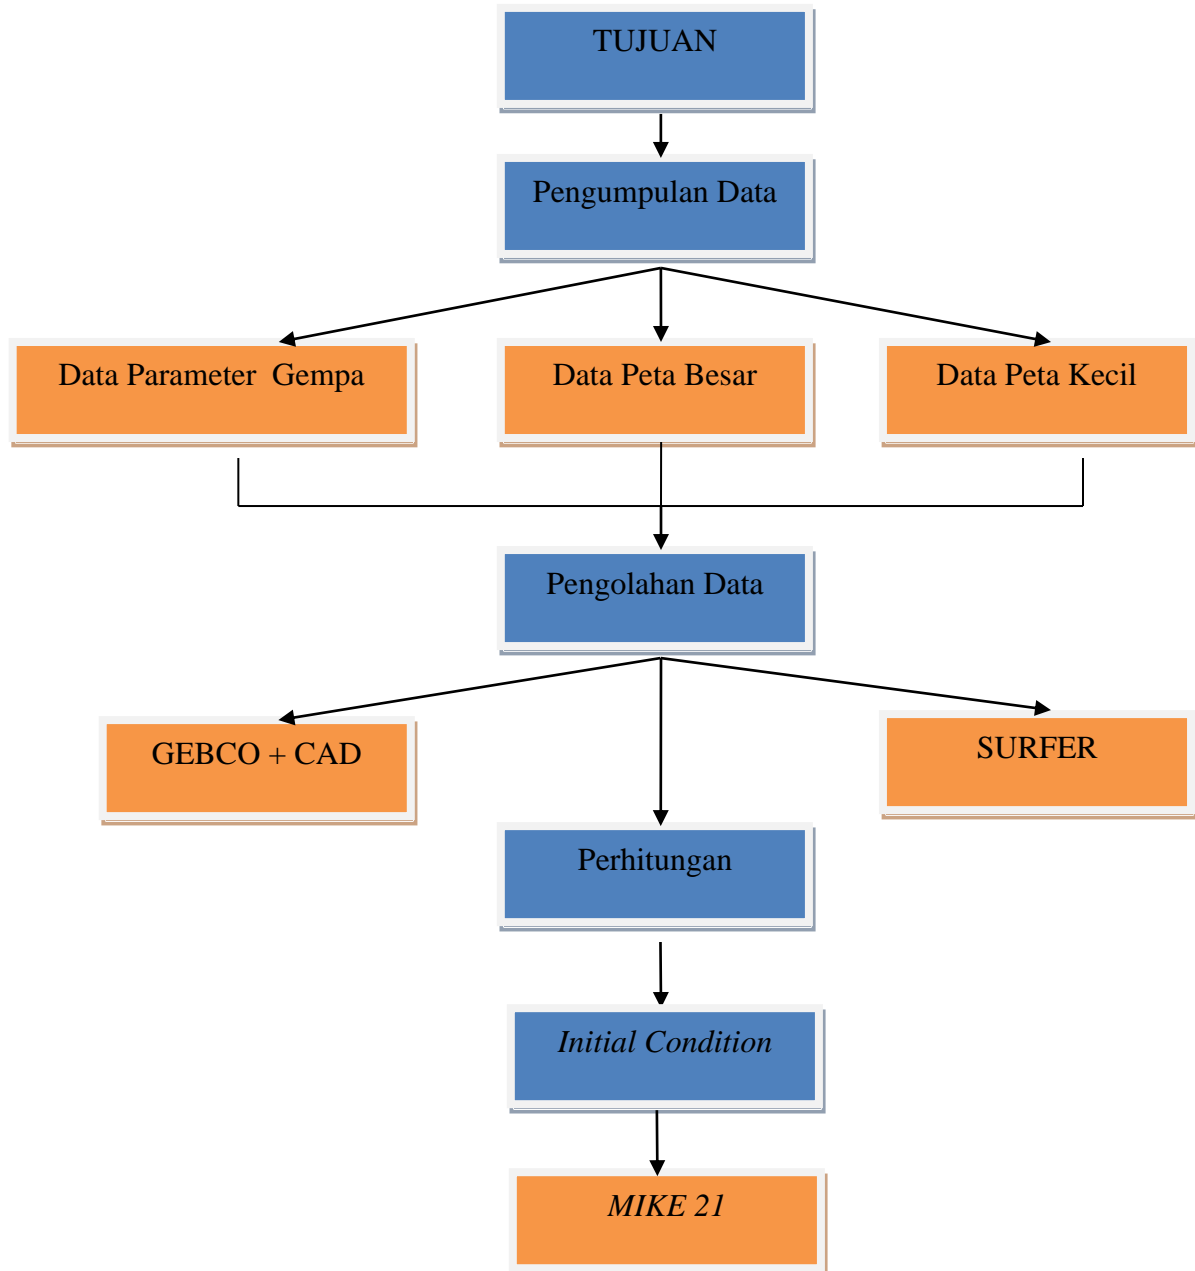 TUJUAN
Pengumpulan Data
Data Parameter  Gempa
Data Peta Besar
Data Peta Kecil
Pengolahan Data
GEBCO + CAD
SURFER
Perhitungan
Initial Condition
MIKE 21